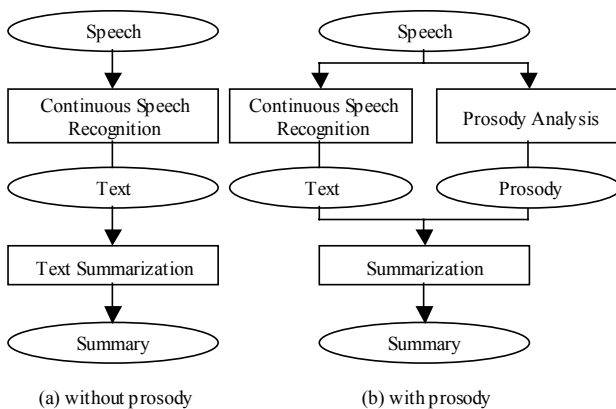 Speech
Continuous Speech
Recognition
Text
Text Summarization
Summary
(a) without prosody
Speech
Continuous Speech
Recognition
Prosody Analysis
Text
Prosody
Summarization
Summary
(b) with prosody